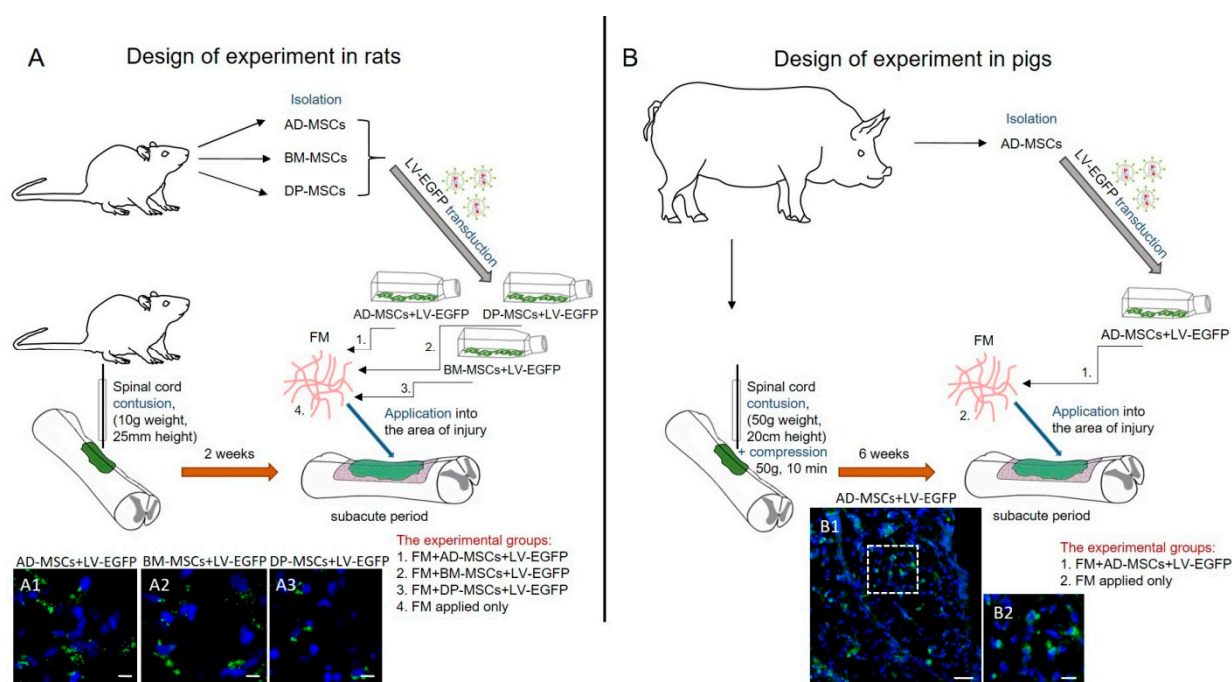 A
Design of experiment in rats
Isolation
AD-MSCs
BM-MSCs
DP-MSCs
LV-EGFP transduction
AD-MSCs+LV-EGFP
DP-MSCs+LV-EGFP
BM-MSCs+LV-EGFP
FM
1.
2.
3.
4.
Spinal cord
contusion,
(10g weight,
25mm height)
Application into
the area of injury
2 weeks
subacute period
The experimental groups:
1. FM+AD-MSCs+LV-EGFP
2. FM+BM-MSCs+LV-EGFP
3. FM+DP-MSCs+LV-EGFP
4. FM applied only
AD-MSCs+LV-EGFP
BM-MSCs+LV-EGFP
DP-MSCs+LV-EGFP
A1
A2
A3
B
Design of experiment in pigs
Isolation
AD-MSCs
LV-EGFP transduction
AD-MSCs+LV-EGFP
FM
1.
2.
Spinal cord
contusion,
(50g weight,
20cm height)
+ compression
50g, 10 min
Application into
the area of injury
6 weeks
subacute period
AD-MSCs+LV-EGFP
B1
The experimental groups:
1. FM+AD-MSCs+LV-EGFP
2. FM applied only
B2